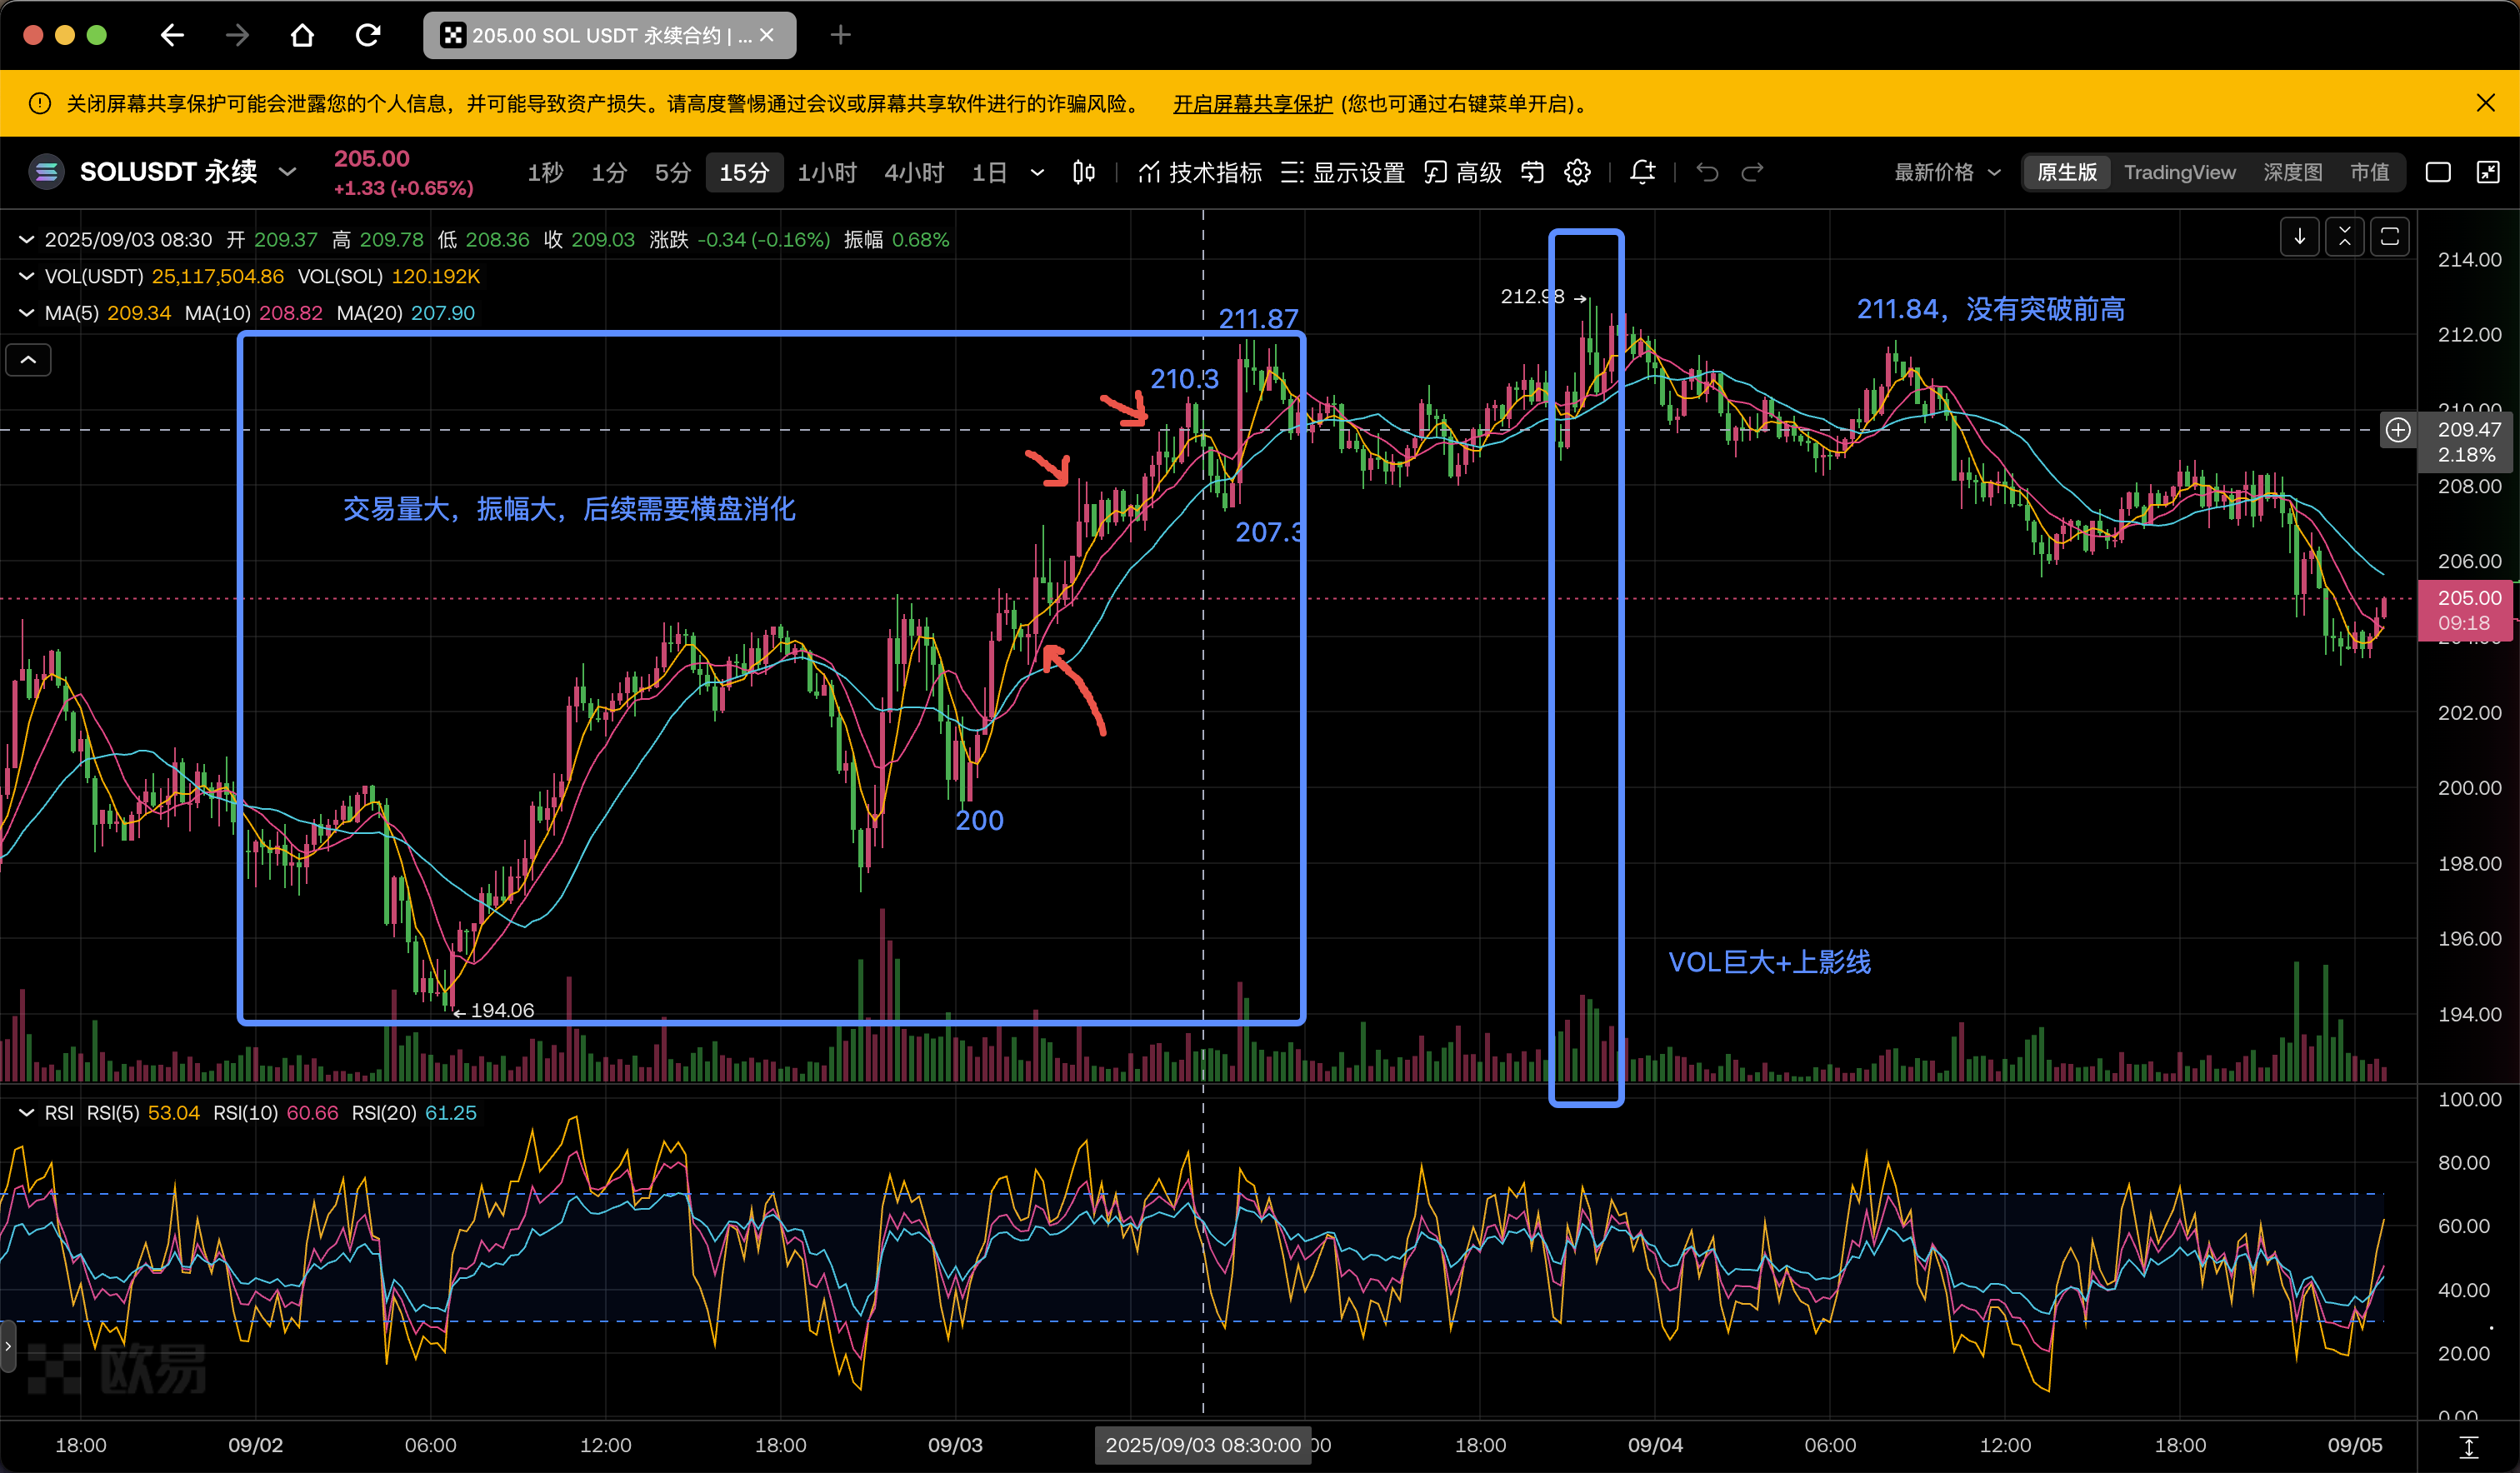 205.00 SOL USDT 永续合约 | ...
关闭屏幕共享保护可能会泄露您的个人信息，并可能导致资产损失。请高度警惕通过会议或屏幕共享软件进行的诈骗风险。 开启屏幕共享保护 (您也可通过右键菜单开启)。
SOLUSDT 永续 205.00 +1.33 (+0.65%) 1秒 1分 5分 15分 1小时 4小时 1日 技术指标 显示设置 高级 最新价格 原生版 TradingView 深度图 市值
2025/09/03 08:30 开 209.37 高 209.78 低 208.36 收 209.03 涨跌 -0.34 (-0.16%) 振幅 0.68%
VOL(USDT) 25,117,504.86 VOL(SOL) 120.192K
MA(5) 209.34 MA(10) 208.82 MA(20) 207.90
214.00
212.98
211.84，没有突破前高
211.87
212.00
210.3
210.00
209.47
2.18%
208.00
交易量大，振幅大，后续需要横盘消化
207.3
206.00
205.00
09:18
204.00
202.00
200.00
200
198.00
196.00
VOL巨大+上影线
194.06
194.00
RSI RSI(5) 53.04 RSI(10) 60.66 RSI(20) 61.25
100.00
80.00
60.00
40.00
20.00
欧易
0.00
18:00 09/02 06:00 12:00 18:00 09/03 2025/09/03 08:30:00 00 18:00 09/04 06:00 12:00 18:00 09/05